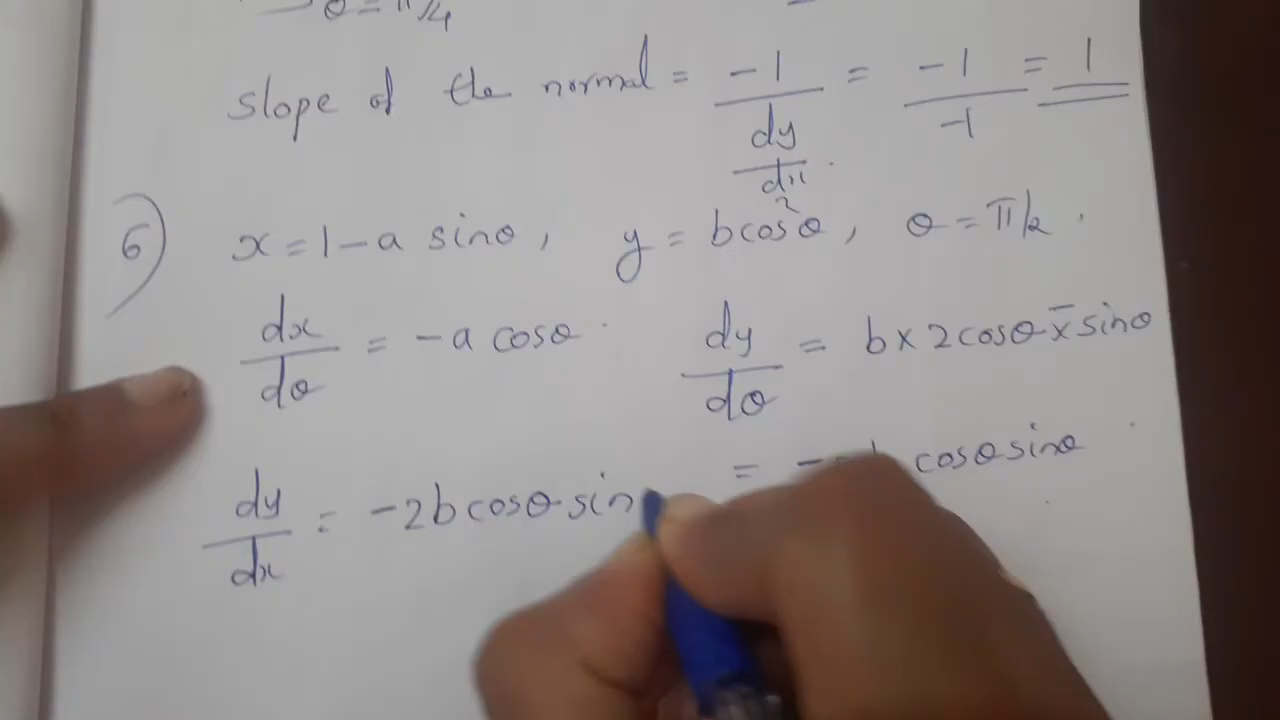 θ = π/4
slope of the normal = -1 / dy/dx = -1 / -1 = 1
6) x = 1 - a sinθ, y = b cos²θ, θ = π/2.
dx/dθ = -a cosθ. dy/dθ = b × 2cosθ × -sinθ
= - cosθ sinθ
dy/dx = -2b cosθ sin